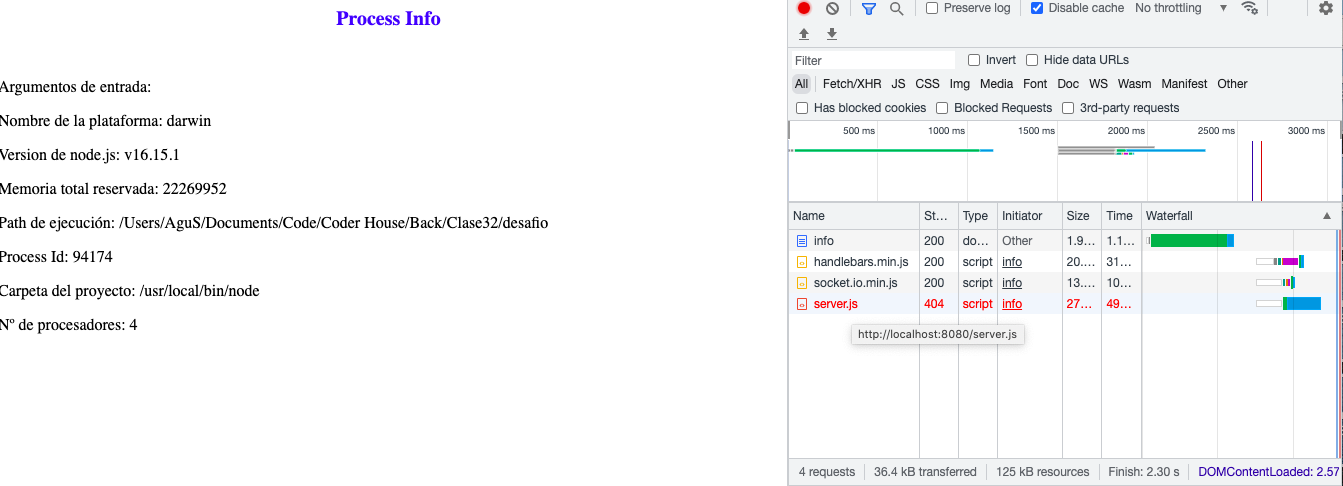 Process Info
Argumentos de entrada:
Nombre de la plataforma: darwin
Version de node.js: v16.15.1
Memoria total reservada: 22269952
Path de ejecución: /Users/AguS/Documents/Code/Coder House/Back/Clase32/desafio
Process Id: 94174
Carpeta del proyecto: /usr/local/bin/node
Nº de procesadores: 4
Preserve log Disable cache No throttling
Filter Invert Hide data URLs
All Fetch/XHR JS CSS Img Media Font Doc WS Wasm Manifest Other
Has blocked cookies Blocked Requests 3rd-party requests
500 ms 1000 ms 1500 ms 2000 ms 2500 ms 3000 ms
Name St... Type Initiator Size Time Waterfall
info 200 do... Other 1.9... 1.1...
handlebars.min.js 200 script info 20.... 31...
socket.io.min.js 200 script info 13.... 10...
server.js 404 script info 27... 49...
http://localhost:8080/server.js
4 requests 36.4 kB transferred 125 kB resources Finish: 2.30 s DOMContentLoaded: 2.57